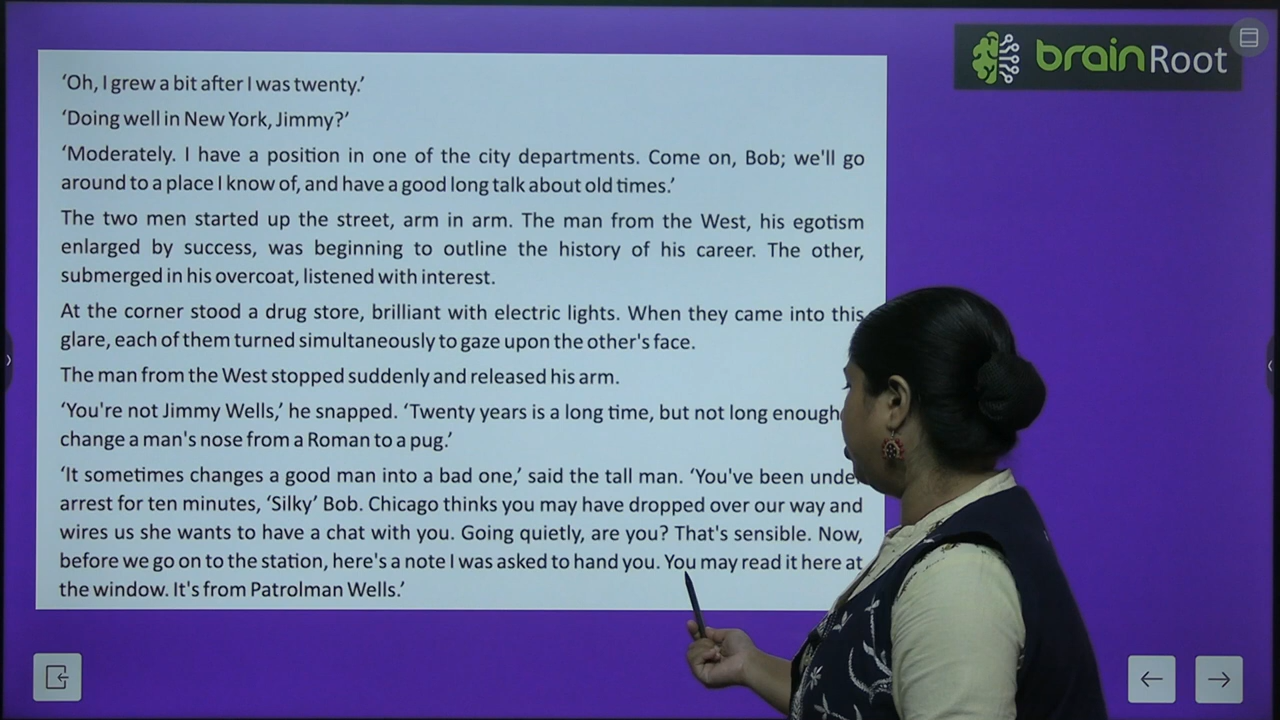 brainRoot
‘Oh, I grew a bit after I was twenty.’
‘Doing well in New York, Jimmy?’
‘Moderately. I have a position in one of the city departments. Come on, Bob; we'll go
around to a place I know of, and have a good long talk about old times.’
The two men started up the street, arm in arm. The man from the West, his egotism
enlarged by success, was beginning to outline the history of his career. The other,
submerged in his overcoat, listened with interest.
At the corner stood a drug store, brilliant with electric lights. When they came into this
glare, each of them turned simultaneously to gaze upon the other's face.
The man from the West stopped suddenly and released his arm.
‘You're not Jimmy Wells,’ he snapped. ‘Twenty years is a long time, but not long enough
change a man's nose from a Roman to a pug.’
‘It sometimes changes a good man into a bad one,’ said the tall man. ‘You've been under
arrest for ten minutes, ‘Silky’ Bob. Chicago thinks you may have dropped over our way and
wires us she wants to have a chat with you. Going quietly, are you? That's sensible. Now,
before we go on to the station, here's a note I was asked to hand you. You may read it here at
the window. It's from Patrolman Wells.’